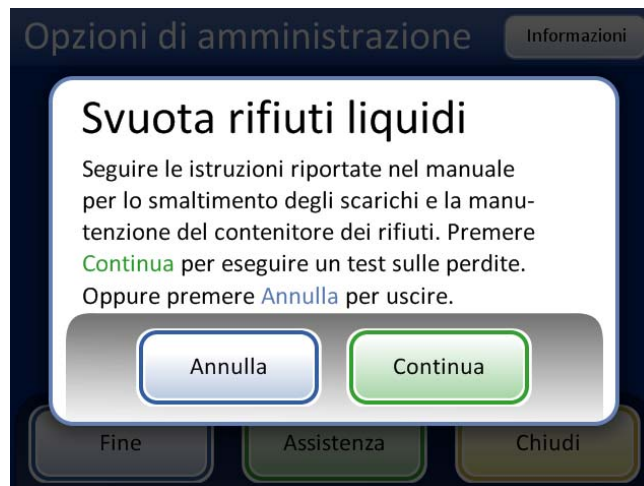 Opzioni di amministrazione
Informazioni
Svuota rifiuti liquidi
Seguire le istruzioni riportate nel manuale
per lo smaltimento degli scarichi e la manu-
tenzione del contenitore dei rifiuti. Premere
Continua per eseguire un test sulle perdite.
Oppure premere Annulla per uscire.
Annulla
Continua
Fine
Assistenza
Chiudi